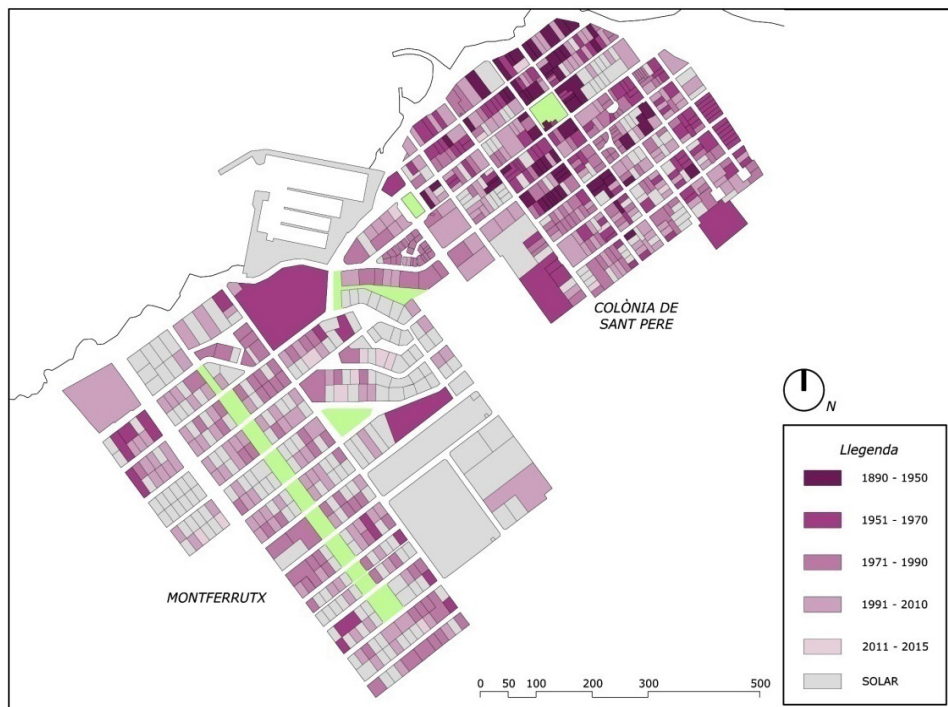 COLÒNIA DE
SANT PERE
MONTFERRUTX
N
Llegenda
1890 - 1950
1951 - 1970
1971 - 1990
1991 - 2010
2011 - 2015
SOLAR
0 50 100 200 300 500